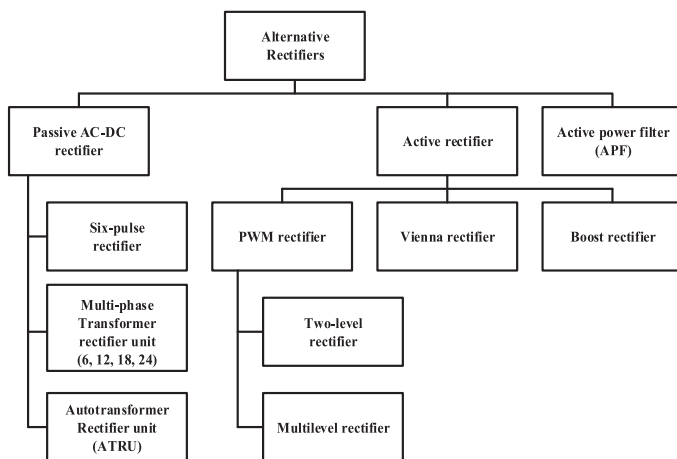 Alternative
Rectifiers
Passive AC-DC
rectifier
Active rectifier
Active power filter
(APF)
Six-pulse
rectifier
PWM rectifier
Vienna rectifier
Boost rectifier
Multi-phase
Transformer
rectifier unit
(6, 12, 18, 24)
Two-level
rectifier
Autotransformer
Rectifier unit
(ATRU)
Multilevel rectifier